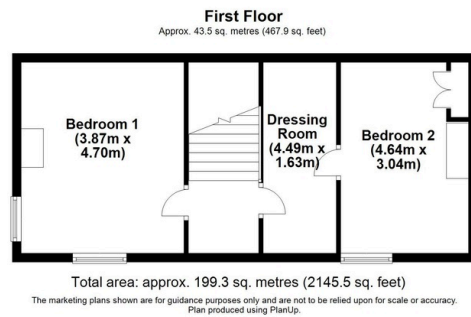 First Floor
Approx. 43.5 sq. metres (467.9 sq. feet)
Bedroom 1
(3.87m x
4.70m)
Dressing
Room
(4.49m x
1.63m)
Bedroom 2
(4.64m x
3.04m)
Total area: approx. 199.3 sq. metres (2145.5 sq. feet)
The marketing plans shown are for guidance purposes only and are not to be relied upon for scale or accuracy.
Plan produced using PlanUp.